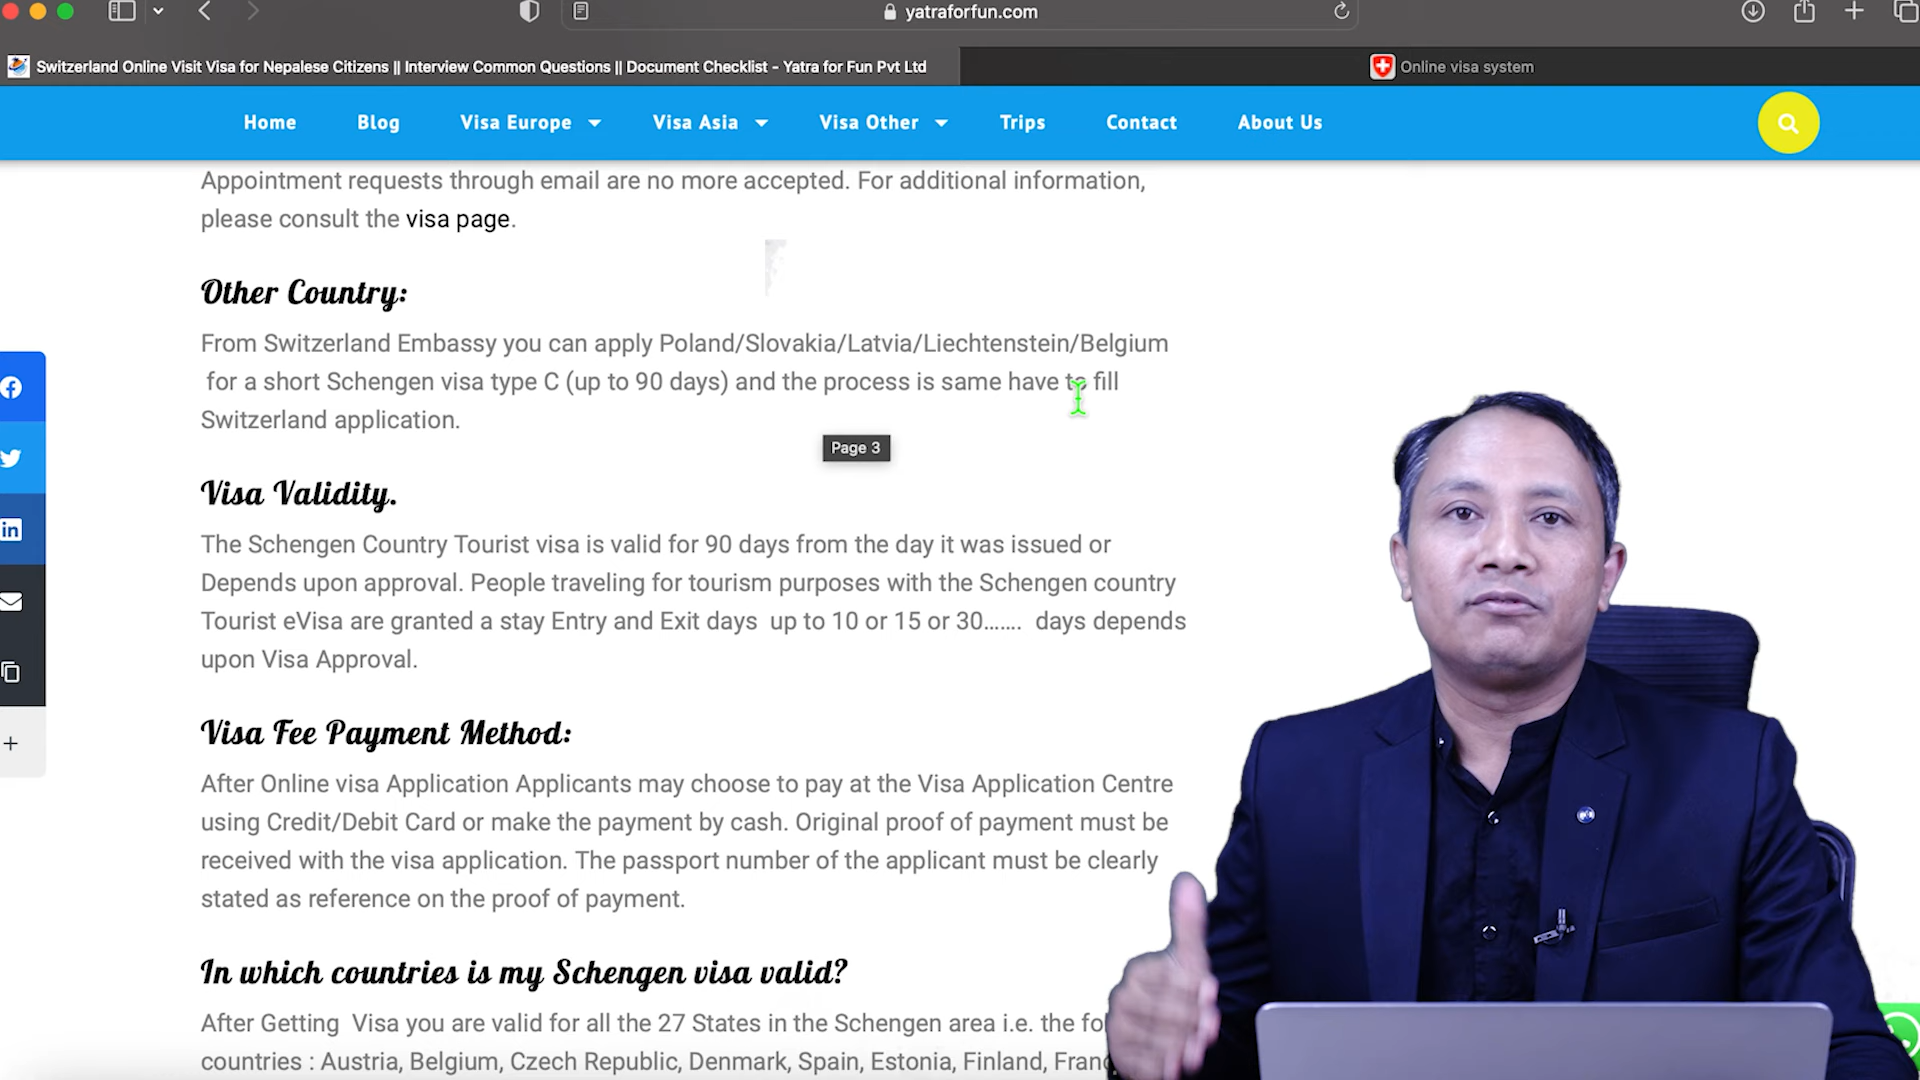 yatraforfun.com
Switzerland Online Visit Visa for Nepalese Citizens || Interview Common Questions || Document Checklist - Yatra for Fun Pvt Ltd
Online visa system
Home Blog Visa Europe Visa Asia Visa Other Trips Contact About Us
Appointment requests through email are no more accepted. For additional information,
please consult the visa page.
Other Country:
From Switzerland Embassy you can apply Poland/Slovakia/Latvia/Liechtenstein/Belgium
for a short Schengen visa type C (up to 90 days) and the process is same have to fill
Switzerland application.
Page 3
Visa Validity.
The Schengen Country Tourist visa is valid for 90 days from the day it was issued or
Depends upon approval. People traveling for tourism purposes with the Schengen country
Tourist eVisa are granted a stay Entry and Exit days up to 10 or 15 or 30....... days depends
upon Visa Approval.
Visa Fee Payment Method:
After Online visa Application Applicants may choose to pay at the Visa Application Centre
using Credit/Debit Card or make the payment by cash. Original proof of payment must be
received with the visa application. The passport number of the applicant must be clearly
stated as reference on the proof of payment.
In which countries is my Schengen visa valid?
After Getting Visa you are valid for all the 27 States in the Schengen area i.e. the fo
countries : Austria, Belgium, Czech Republic, Denmark, Spain, Estonia, Finland, Fran